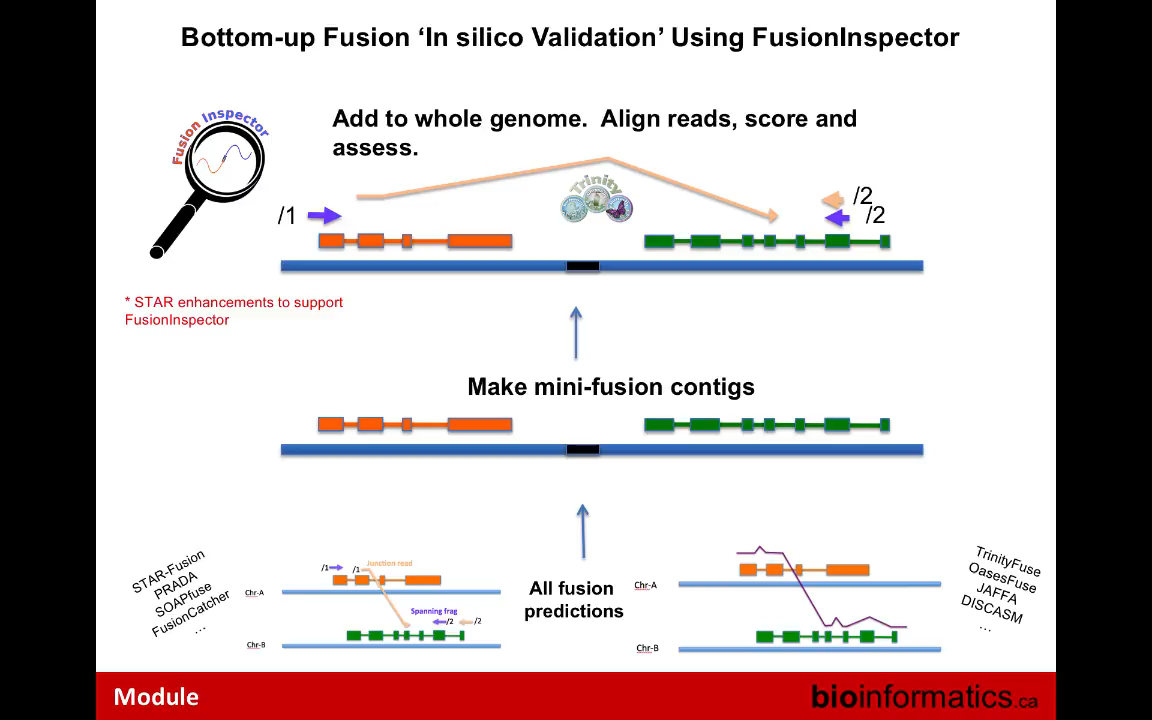 Bottom-up Fusion ‘In silico Validation’ Using FusionInspector
Fusion Inspector
Add to whole genome.  Align reads, score and
assess.
Trinity
/1
/2
/2
* STAR enhancements to support
FusionInspector
Make mini-fusion contigs
STAR-Fusion
PRADA
SOAPfuse
FusionCatcher
...
/1
/1
Junction read
Chr-A
Spanning frag
/2
/2
Chr-B
All fusion
predictions
Chr-A
Chr-B
TrinityFuse
OasesFuse
JAFFA
DISCASM
...
Module
bioinformatics.ca